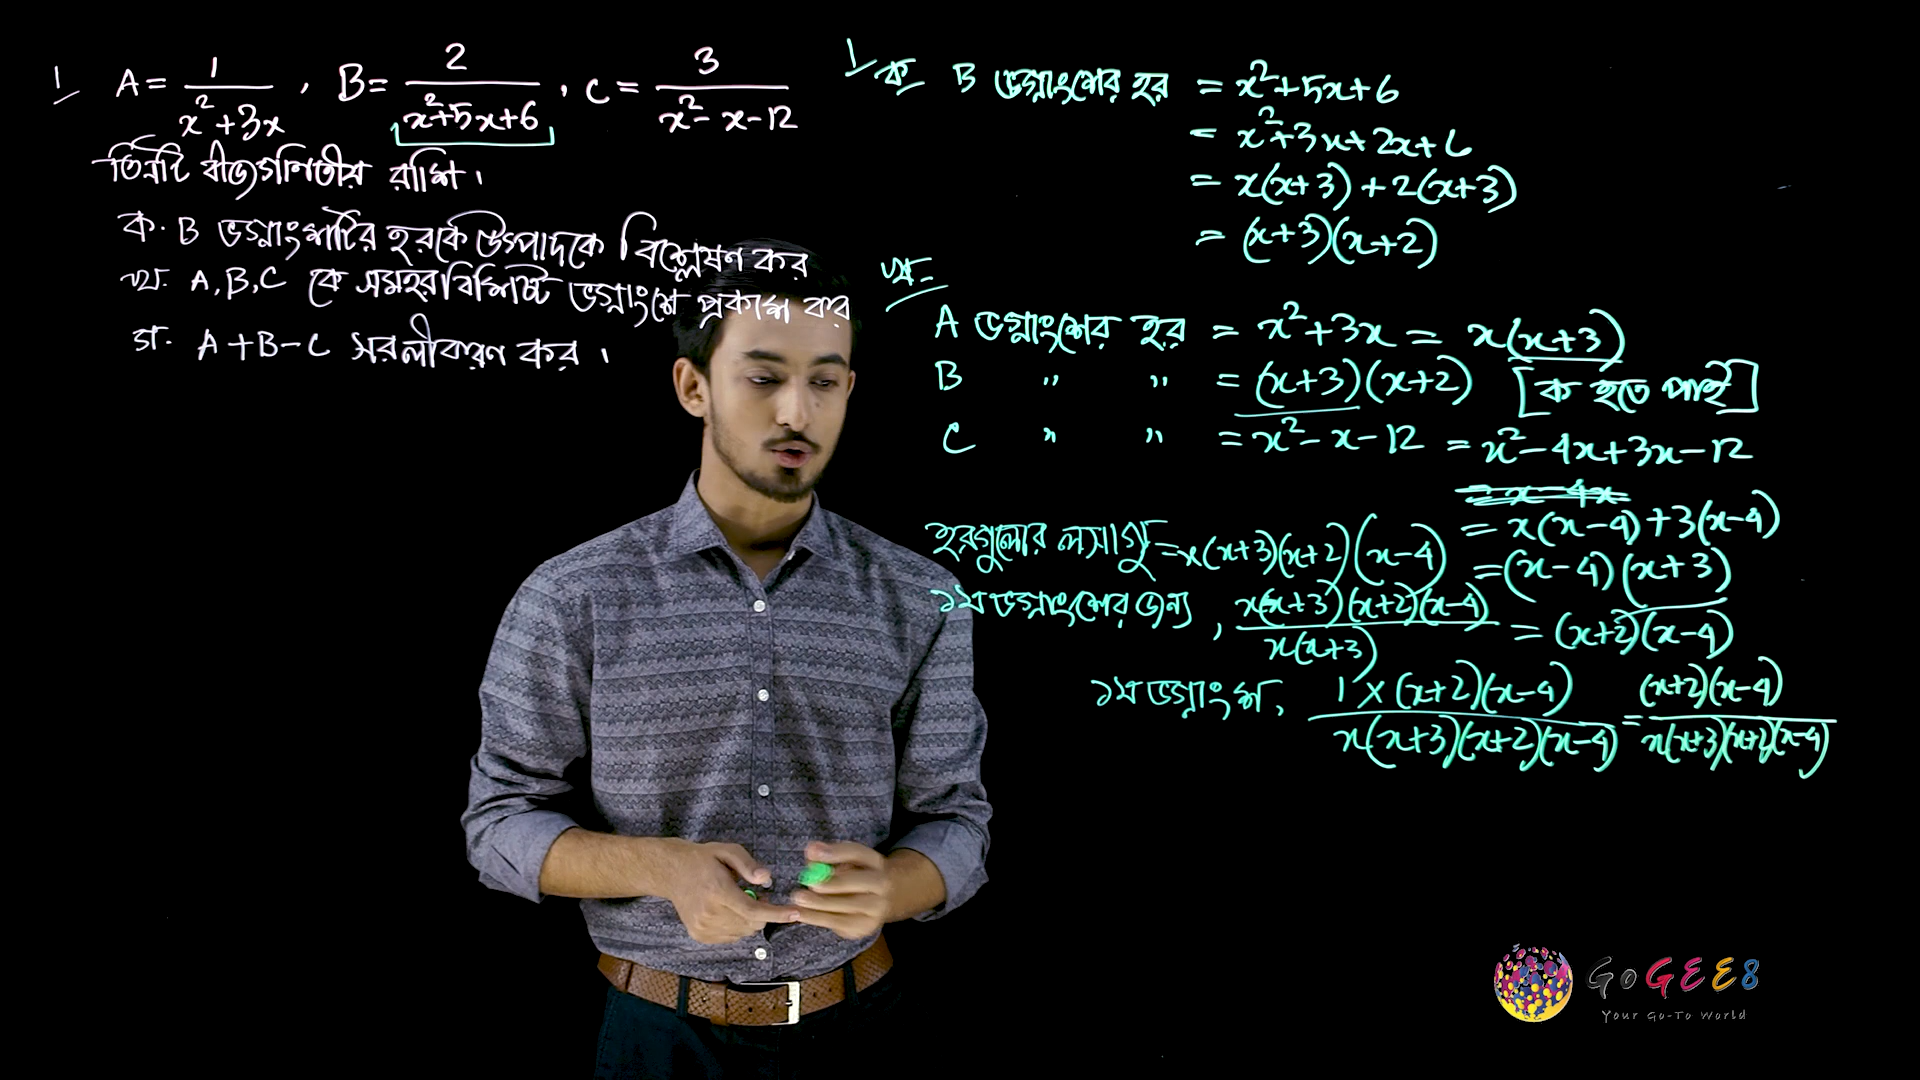 1 A = 1/(x²+3x) , B = 2/(x²+5x+6) , C = 3/(x²-x-12)
তিনটি বীজগণিতীয় রাশি।
ক. B ভগ্নাংশটির হরকে উৎপাদকে বিশ্লেষণ কর
খ. A, B, C কে সমহরবিশিষ্ট ভগ্নাংশে প্রকাশ কর
গ. A+B-C সরলীকরণ কর।
1 ক B ভগ্নাংশের হর = x²+5x+6
= x²+3x+2x+6
= x(x+3)+2(x+3)
= (x+3)(x+2)
খ
A ভগ্নাংশের হর = x²+3x = x(x+3)
B " " = (x+3)(x+2) [ক হতে পাই]
C " " = x²-x-12 = x²-4x+3x-12
= x(x-4)+3(x-4)
= (x-4)(x+3)
হরগুলোর লসাগু = x(x+3)(x+2)(x-4)
১ম ভগ্নাংশের জন্য, x(x+3)(x+2)(x-4)/x(x+3) = (x+2)(x-4)
১ম ভগ্নাংশ, 1×(x+2)(x-4)/x(x+3)(x+2)(x-4) = (x+2)(x-4)/x(x+3)(x+2)(x-4)
GoGEE8
Your Go-To World